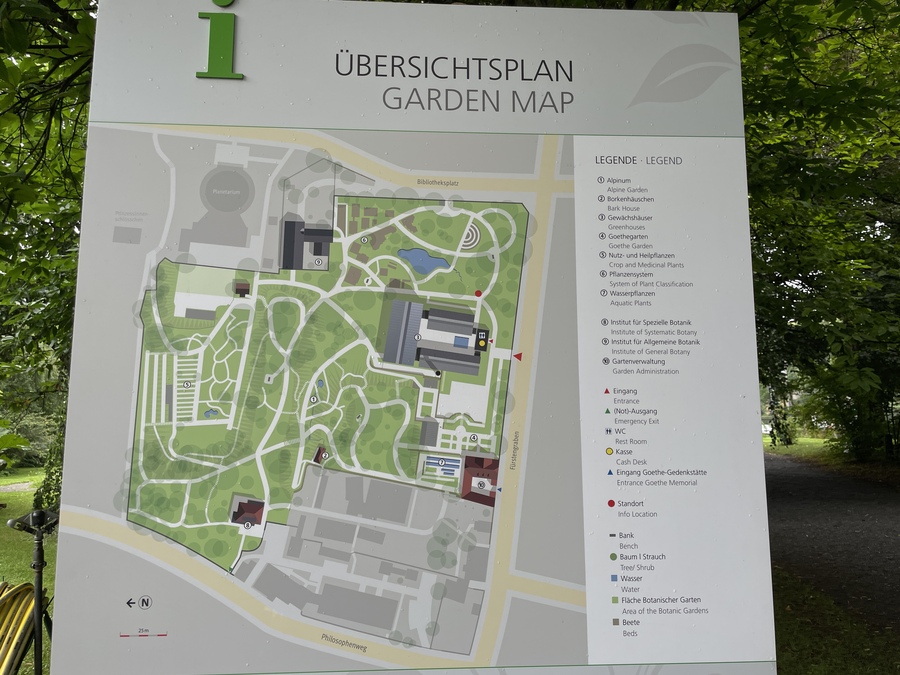 i
ÜBERSICHTSPLAN
GARDEN MAP
Bibliotheksplatz
Planetarium
Fürstengraben
Philosophenweg
N
25 m
LEGENDE · LEGEND
1 Alpinum
Alpine Garden
2 Borkenhäuschen
Bark House
3 Gewächshäuser
Greenhouses
4 Goethegarten
Goethe Garden
5 Nutz- und Heilpflanzen
Crop and Medicinal Plants
6 Pflanzensystem
System of Plant Classification
7 Wasserpflanzen
Aquatic Plants
8 Institut für Spezielle Botanik
Institute of Systematic Botany
9 Institut für Allgemeine Botanik
Institute of General Botany
10 Gartenverwaltung
Garden Administration
Eingang
Entrance
(Not)-Ausgang
Emergency Exit
WC
Rest Room
Kasse
Cash Desk
Eingang Goethe-Gedenkstätte
Entrance Goethe Memorial
Standort
Info Location
Bank
Bench
Baum | Strauch
Tree/ Shrub
Wasser
Water
Fläche Botanischer Garten
Area of the Botanic Gardens
Beete
Beds